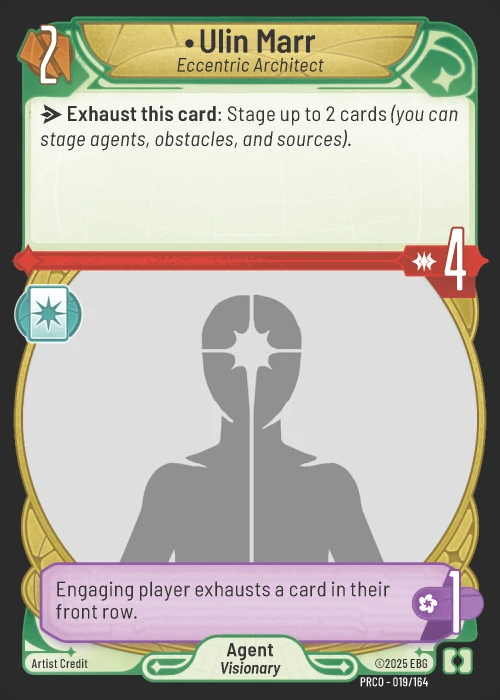 2
•Ulin Marr
Eccentric Architect
Exhaust this card: Stage up to 2 cards (you can
stage agents, obstacles, and sources).
4
Engaging player exhausts a card in their
front row.
1
Agent
Visionary
Artist Credit
©2025 EBG
PRCO - 019/164